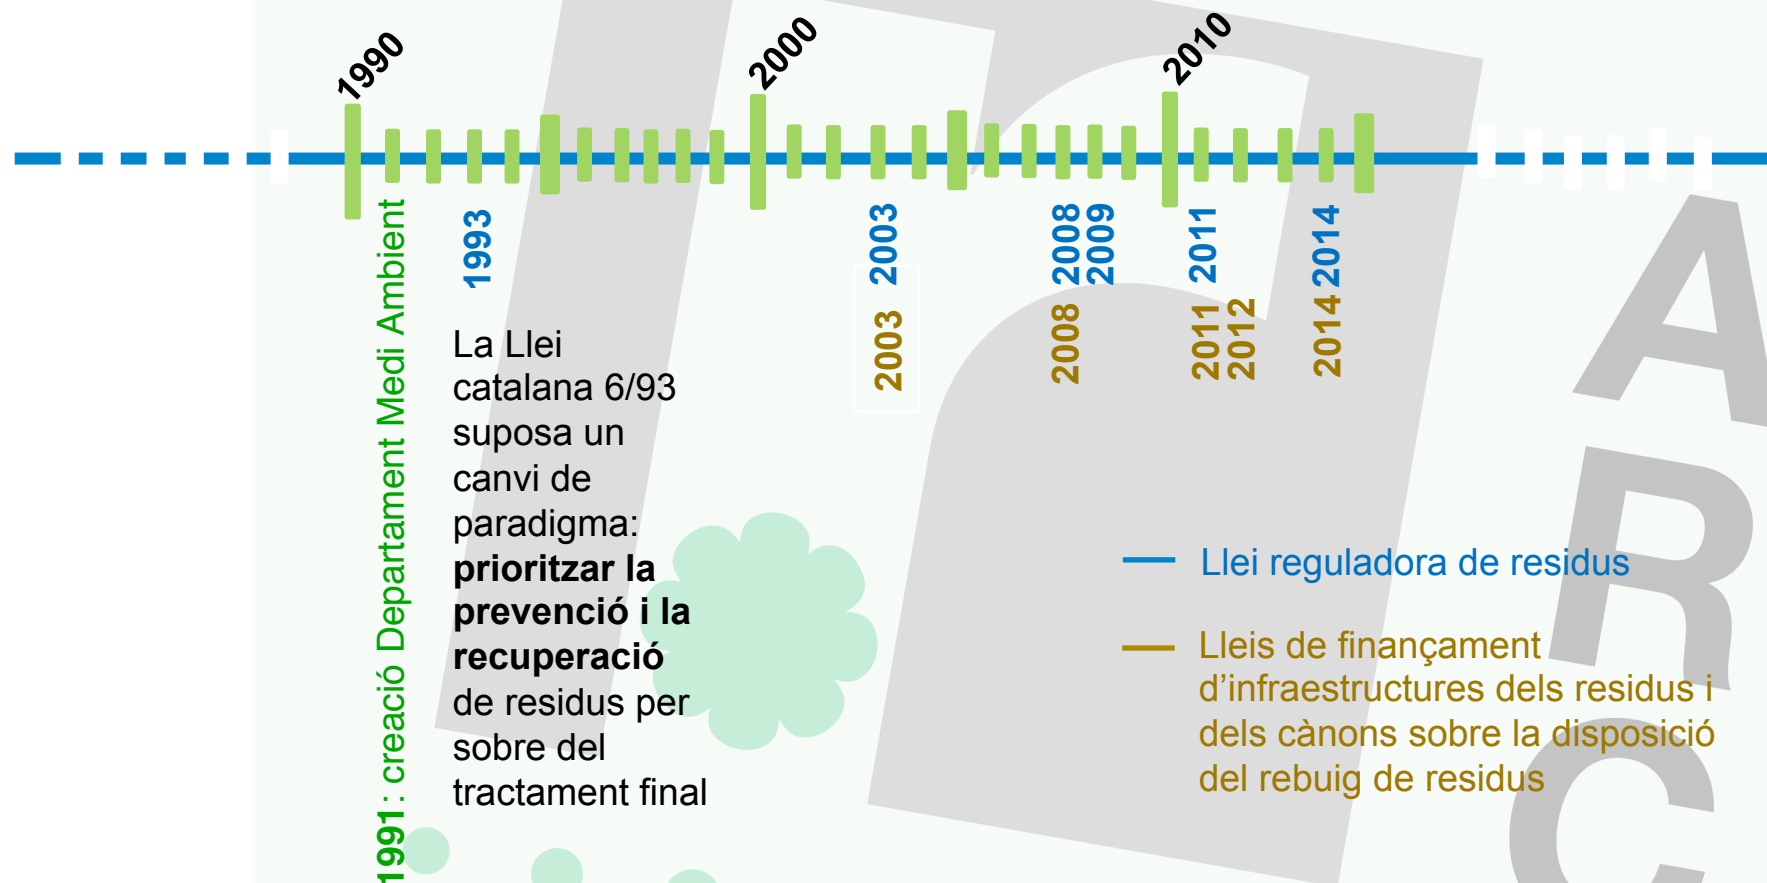 1990
2000
2010
1993
2003
2008
2009
2011
2014
2003
2008
2011
2012
2014
1991: creació Departament Medi Ambient
La Llei
catalana 6/93
suposa un
canvi de
paradigma:
prioritzar la
prevenció i la
recuperació
de residus per
sobre del
tractament final
Llei reguladora de residus
Lleis de finançament
d’infraestructures dels residus i
dels cànons sobre la disposició
del rebuig de residus
A
R
C